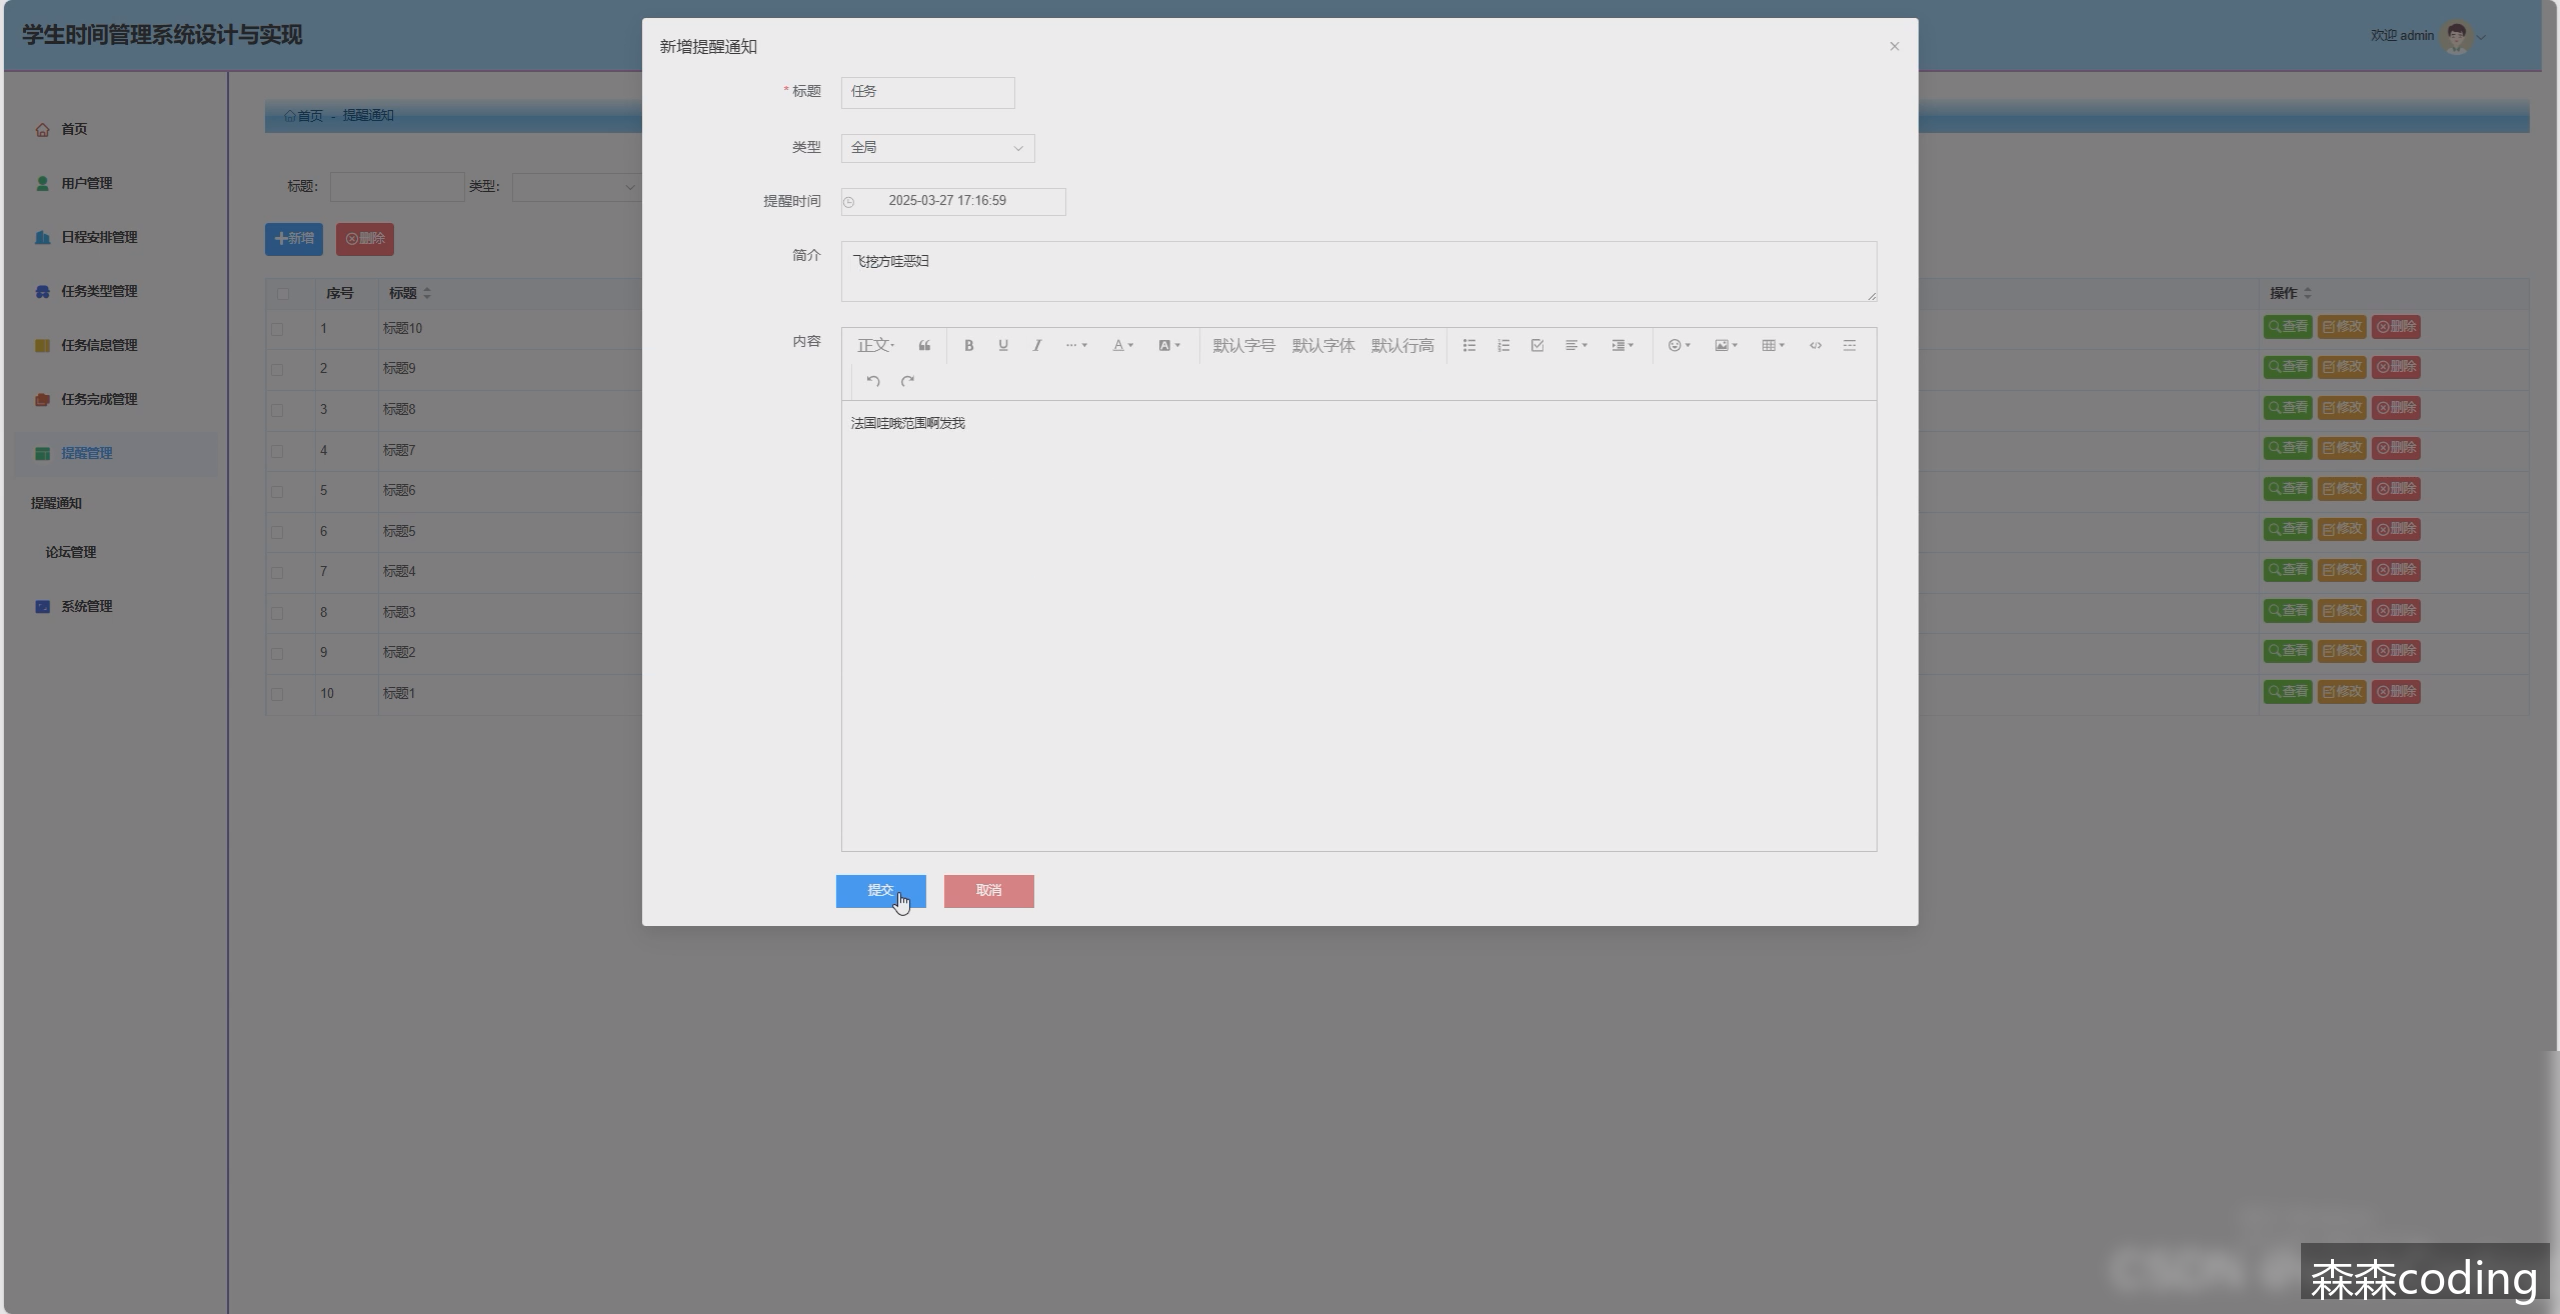 学生时间管理系统设计与实现
欢迎 admin
首页
用户管理
日程安排管理
任务类型管理
任务信息管理
任务完成管理
提醒管理
提醒通知
论坛管理
系统管理
首页 - 提醒通知
标题: 类型:
新增 删除
序号 标题 操作
1 标题10 查看 修改 删除
2 标题9 查看 修改 删除
3 标题8 查看 修改 删除
4 标题7 查看 修改 删除
5 标题6 查看 修改 删除
6 标题5 查看 修改 删除
7 标题4 查看 修改 删除
8 标题3 查看 修改 删除
9 标题2 查看 修改 删除
10 标题1 查看 修改 删除
新增提醒通知
* 标题 任务
类型 全局
提醒时间 2025-03-27 17:16:59
简介 飞挖方哇恶妇
内容 正文 默认字号 默认字体 默认行高
法国哇哦范围啊发我
提交 取消
森森coding